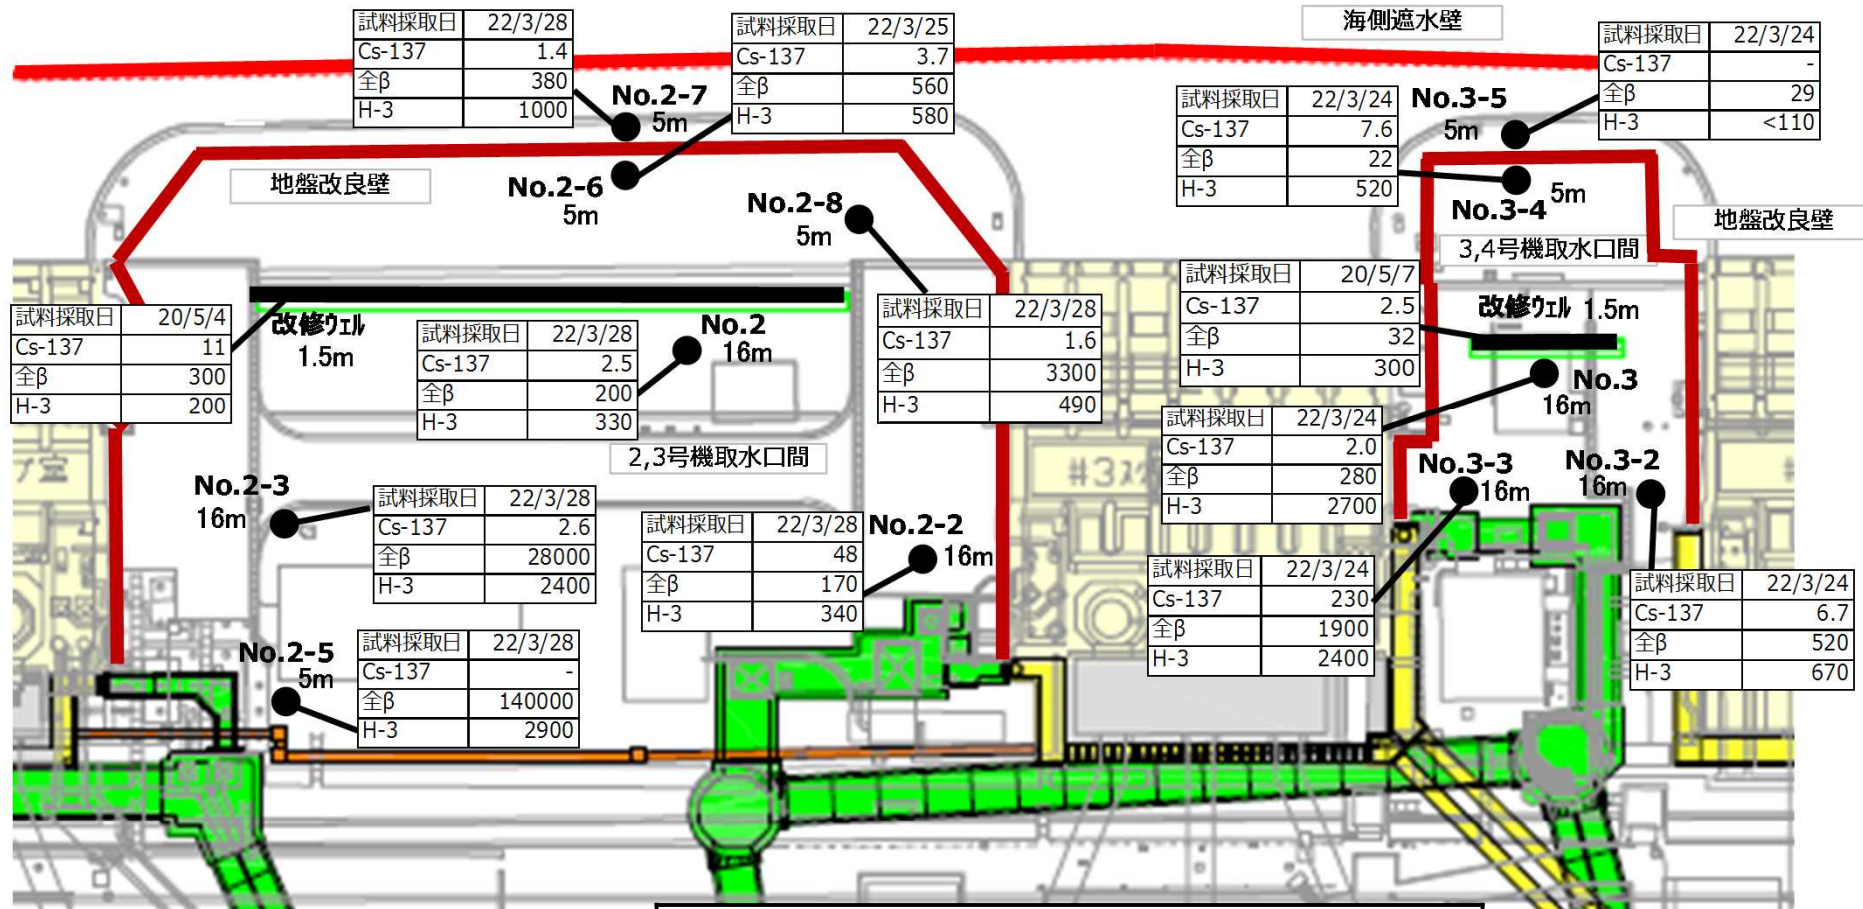 海側遮水壁
試料採取日 22/3/28
Cs-137 1.4
全β 380
H-3 1000
No.2-7
5m
試料採取日 22/3/25
Cs-137 3.7
全β 560
H-3 580
No.2-6
5m
地盤改良壁
No.2-8
5m
試料採取日 22/3/28
Cs-137 1.6
全β 3300
H-3 490
試料採取日 20/5/4
Cs-137 11
全β 300
H-3 200
改修ウェル
1.5m
試料採取日 22/3/28
Cs-137 2.5
全β 200
H-3 330
No.2
16m
2,3号機取水口間
No.2-3
16m
試料採取日 22/3/28
Cs-137 2.6
全β 28000
H-3 2400
試料採取日 22/3/28
Cs-137 48
全β 170
H-3 340
No.2-2
16m
No.2-5
5m
試料採取日 22/3/28
Cs-137 -
全β 140000
H-3 2900
試料採取日 22/3/24
Cs-137 -
全β 29
H-3 <110
No.3-5
5m
試料採取日 22/3/24
Cs-137 7.6
全β 22
H-3 520
No.3-4
5m
地盤改良壁
3,4号機取水口間
試料採取日 20/5/7
Cs-137 2.5
全β 32
H-3 300
改修ウェル 1.5m
No.3
16m
試料採取日 22/3/24
Cs-137 2.0
全β 280
H-3 2700
No.3-3
16m
No.3-2
16m
試料採取日 22/3/24
Cs-137 230
全β 1900
H-3 2400
試料採取日 22/3/24
Cs-137 6.7
全β 520
H-3 670